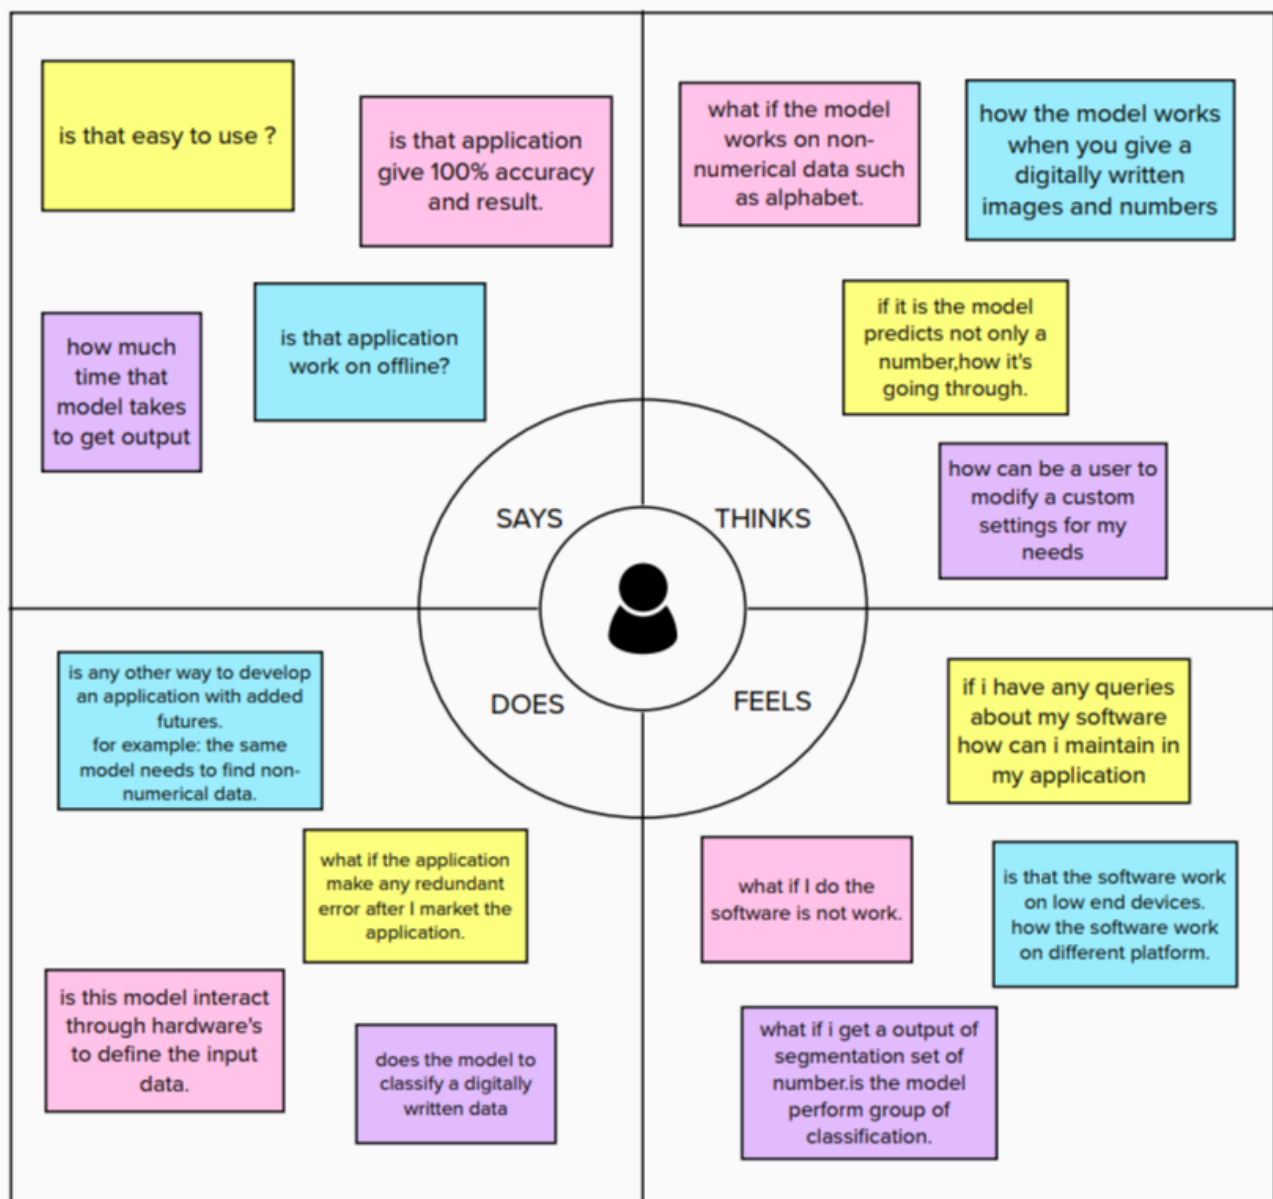 is that easy to use ?
is that application
give 100% accuracy
and result.
how much
time that
model takes
to get output
is that application
work on offline?
what if the model
works on non-
numerical data such
as alphabet.
how the model works
when you give a
digitally written
images and numbers
if it is the model
predicts not only a
number,how it's
going through.
how can be a user to
modify a custom
settings for my
needs
SAYS
THINKS
DOES
FEELS
is any other way to develop
an application with added
futures.
for example: the same
model needs to find non-
numerical data.
what if the application
make any redundant
error after I market the
application.
is this model interact
through hardware's
to define the input
data.
does the model to
classify a digitally
written data
if i have any queries
about my software
how can i maintain in
my application
what if I do the
software is not work.
is that the software work
on low end devices.
how the software work
on different platform.
what if i get a output of
segmentation set of
number.is the model
perform group of
classification.